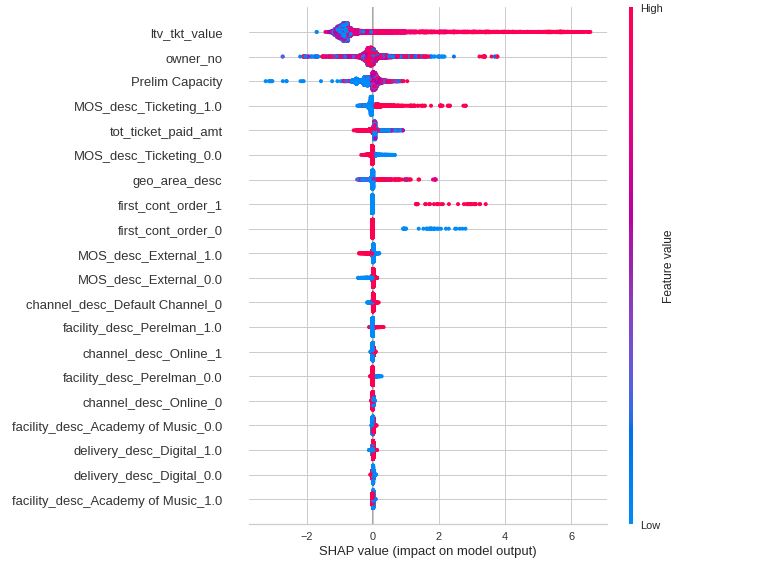 High
ltv_tkt_value
owner_no
Prelim Capacity
MOS_desc_Ticketing_1.0
tot_ticket_paid_amt
MOS_desc_Ticketing_0.0
geo_area_desc
first_cont_order_1
first_cont_order_0
MOS_desc_External_1.0
MOS_desc_External_0.0
channel_desc_Default Channel_0
facility_desc_Perelman_1.0
channel_desc_Online_1
facility_desc_Perelman_0.0
channel_desc_Online_0
facility_desc_Academy of Music_0.0
delivery_desc_Digital_1.0
delivery_desc_Digital_0.0
facility_desc_Academy of Music_1.0
Feature value
Low
−2 0 2 4 6
SHAP value (impact on model output)